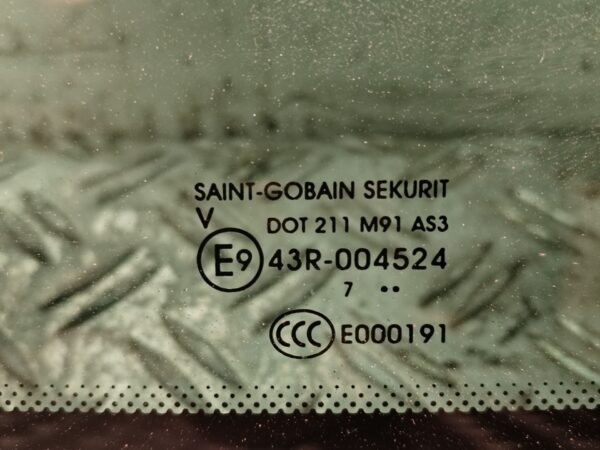 SAINT-GOBAIN SEKURIT
V DOT 211 M91 AS3
E9 43R-004524
7 ..
CCC E000191